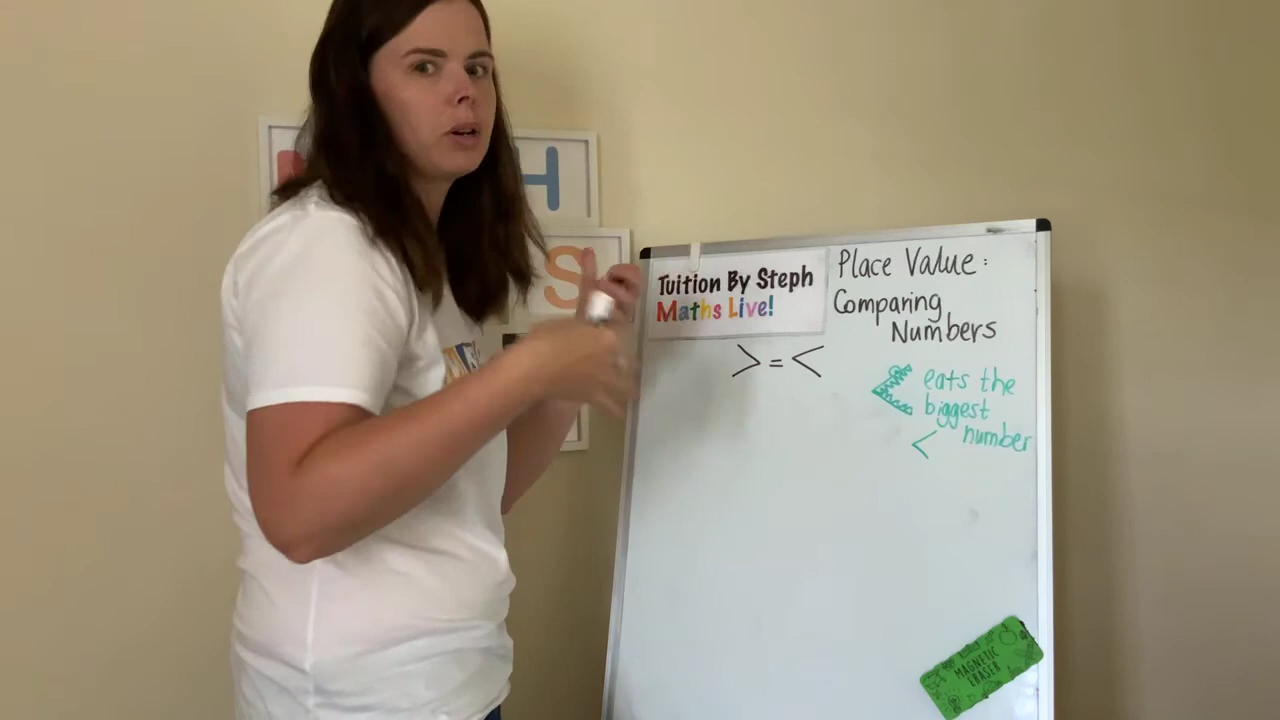 H
S
Tuition By Steph
Maths Live!
Place Value:
Comparing
Numbers
> = <
eats the
biggest
number
<
MAGNETIC
ERASER